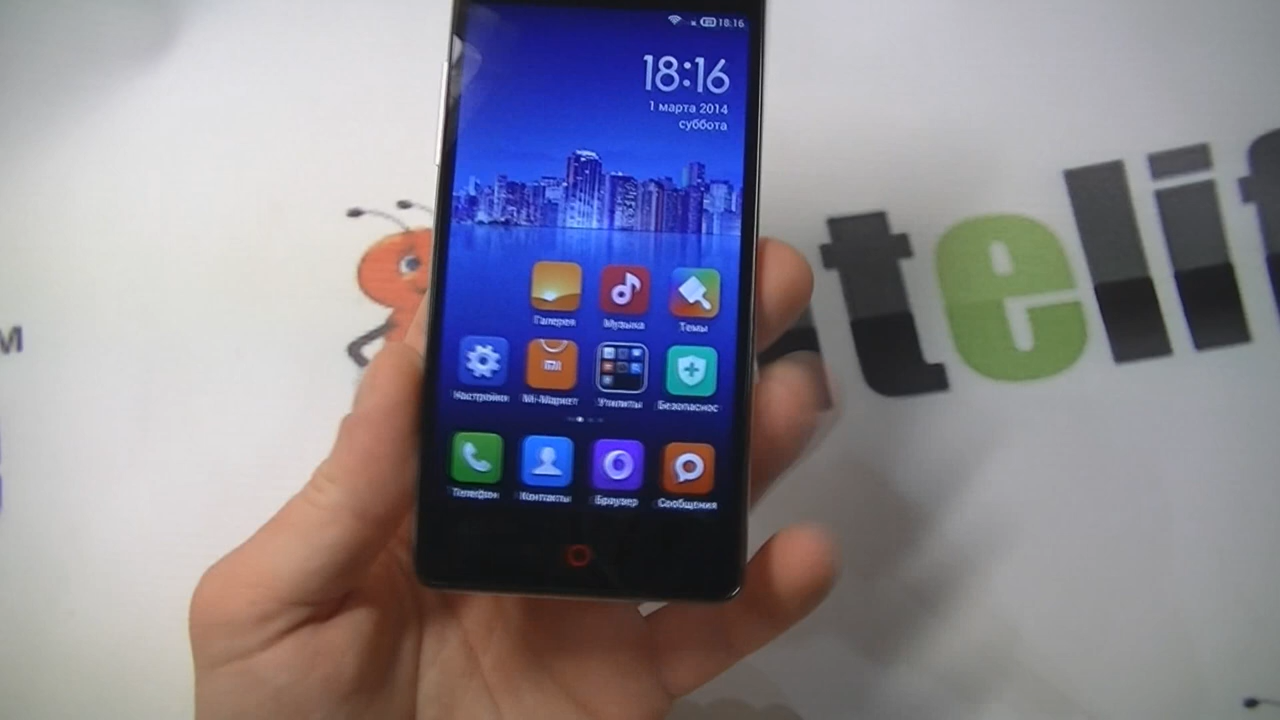 18:16
18:16
1 марта 2014
суббота
Галерея Музыка Темы
Настройки Mi-Маркет Утилиты Безопаснос
Телефон Контакты Браузер Сообщения
telif
м